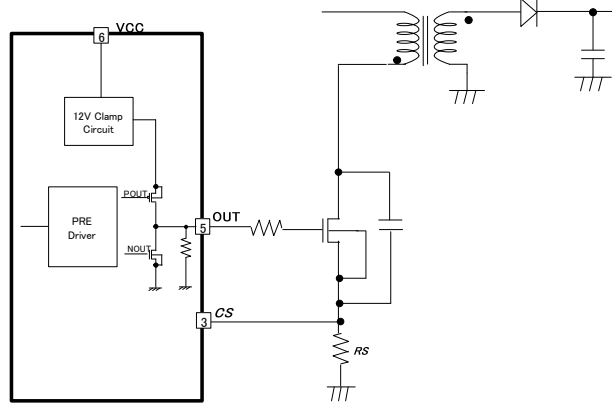 VCC
6
12V Clamp
Circuit
POUT
PRE
Driver
NOUT
OUT
5
CS
3
RS